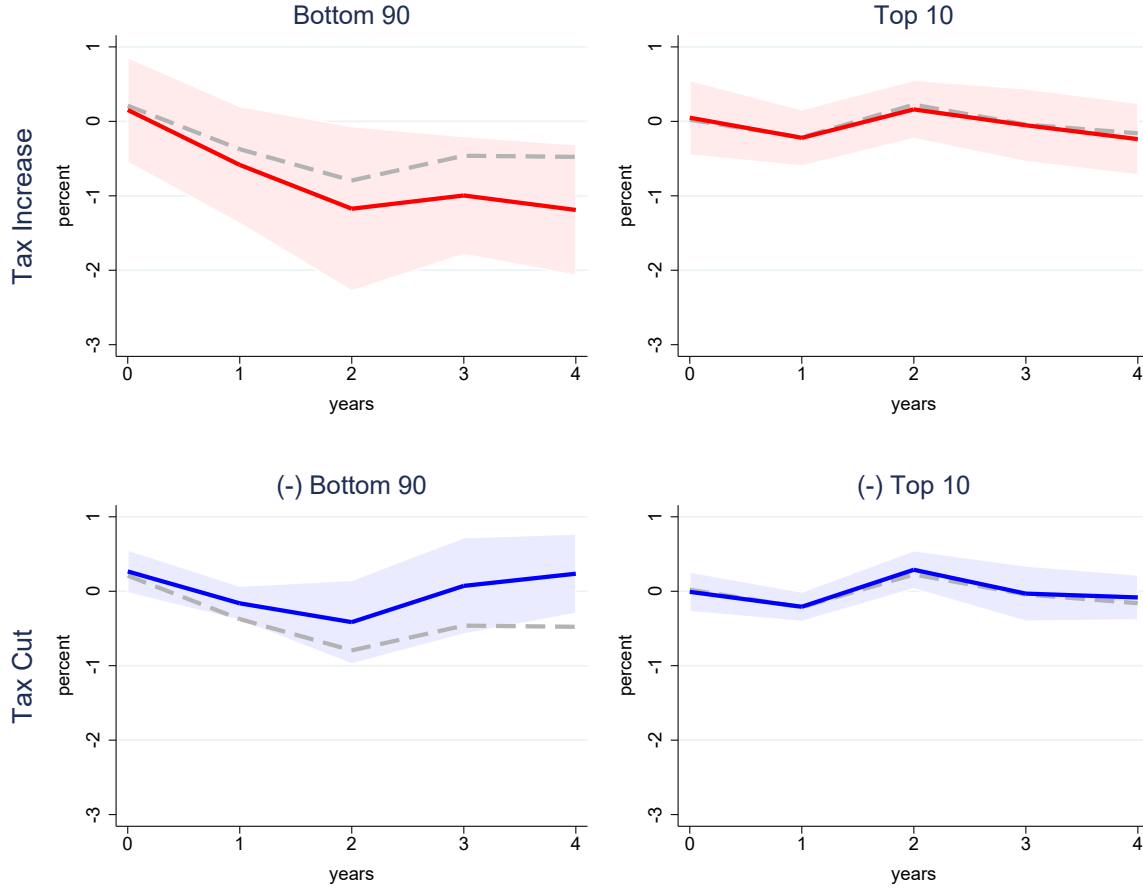 Bottom 90
Top 10
Tax Increase
percent
1
0
-1
-2
-3
0 1 2 3 4
years
percent
1
0
-1
-2
-3
0 1 2 3 4
years
(-) Bottom 90
(-) Top 10
Tax Cut
percent
1
0
-1
-2
-3
0 1 2 3 4
years
percent
1
0
-1
-2
-3
0 1 2 3 4
years